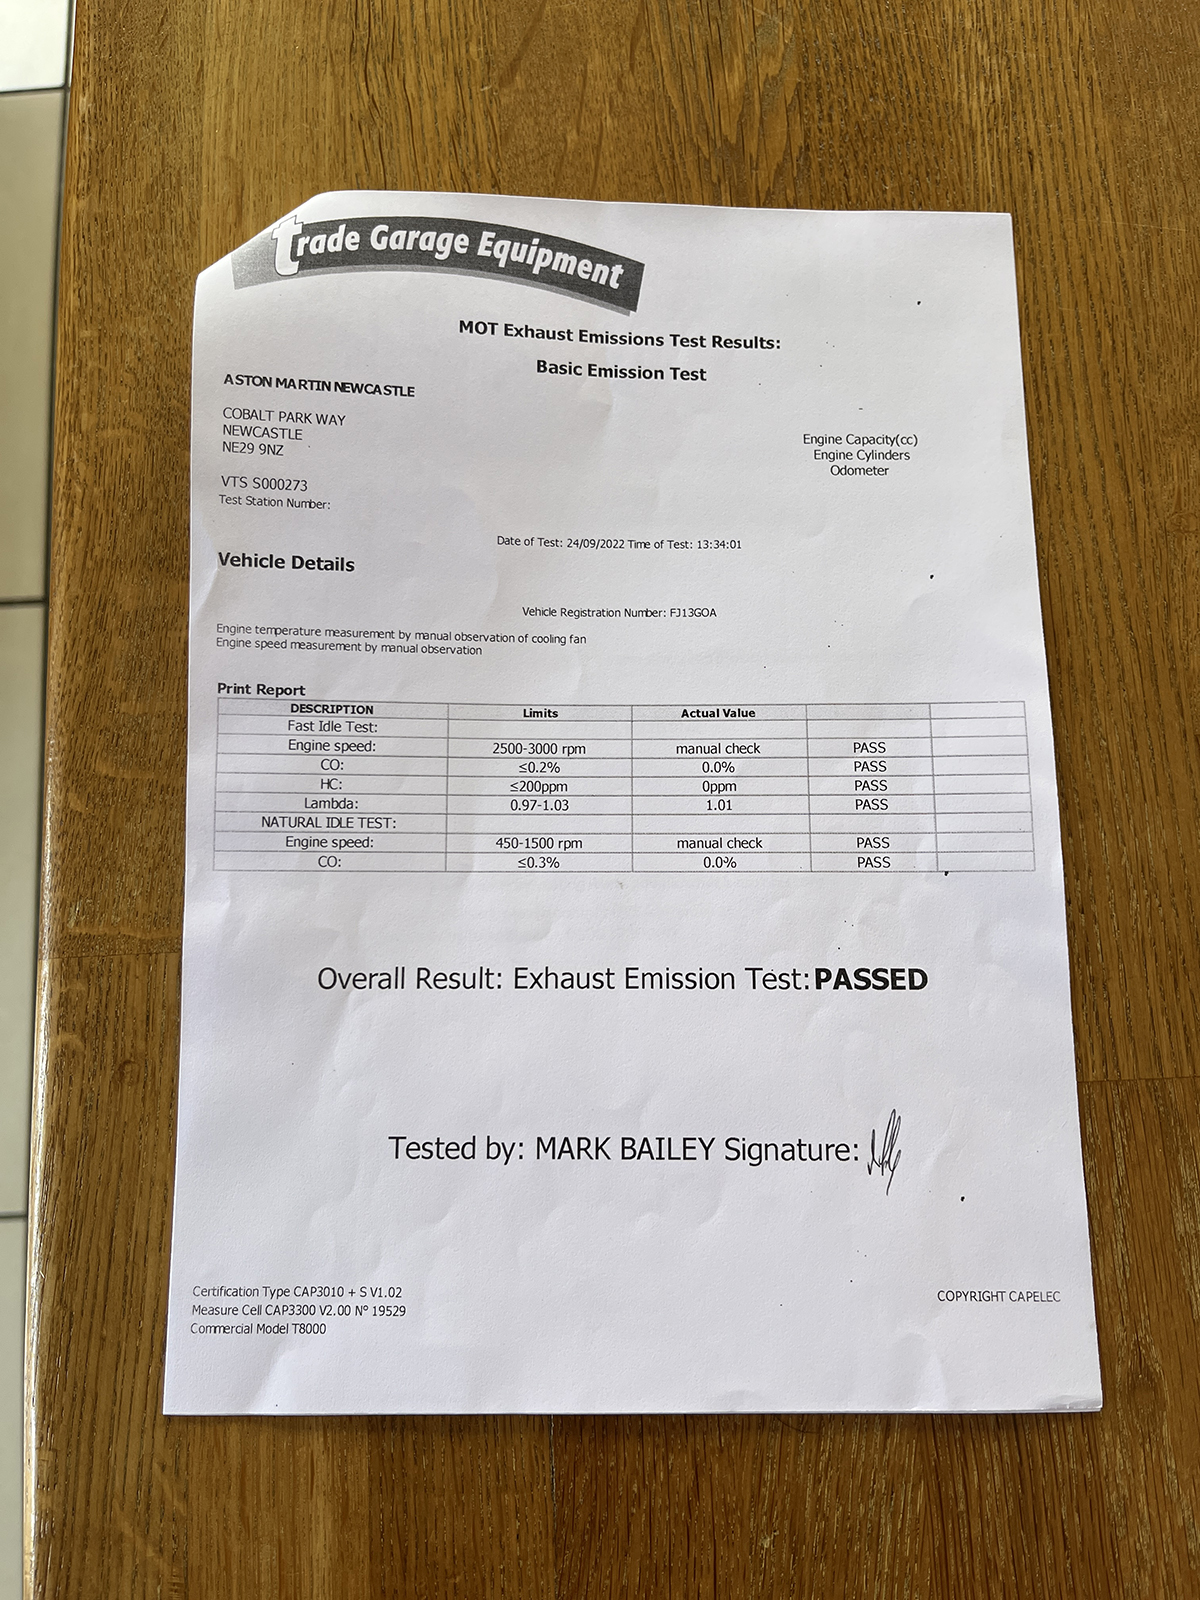 trade Garage Equipment
MOT Exhaust Emissions Test Results:
Basic Emission Test
ASTON MARTIN NEWCASTLE
COBALT PARK WAY
NEWCASTLE
NE29 9NZ
VTS S000273
Test Station Number:
Engine Capacity(cc)
Engine Cylinders
Odometer
Date of Test: 24/09/2022 Time of Test: 13:34:01
Vehicle Details
Vehicle Registration Number: FJ13GOA
Engine temperature measurement by manual observation of cooling fan
Engine speed measurement by manual observation
Print Report
DESCRIPTION Limits Actual Value
Fast Idle Test:
Engine speed: 2500-3000 rpm manual check PASS
CO: ≤0.2% 0.0% PASS
HC: ≤200ppm 0ppm PASS
Lambda: 0.97-1.03 1.01 PASS
NATURAL IDLE TEST:
Engine speed: 450-1500 rpm manual check PASS
CO: ≤0.3% 0.0% PASS
Overall Result: Exhaust Emission Test: PASSED
Tested by: MARK BAILEY Signature:
Certification Type CAP3010 + S V1.02
Measure Cell CAP3300 V2.00 N° 19529
Commercial Model T8000
COPYRIGHT CAPELEC